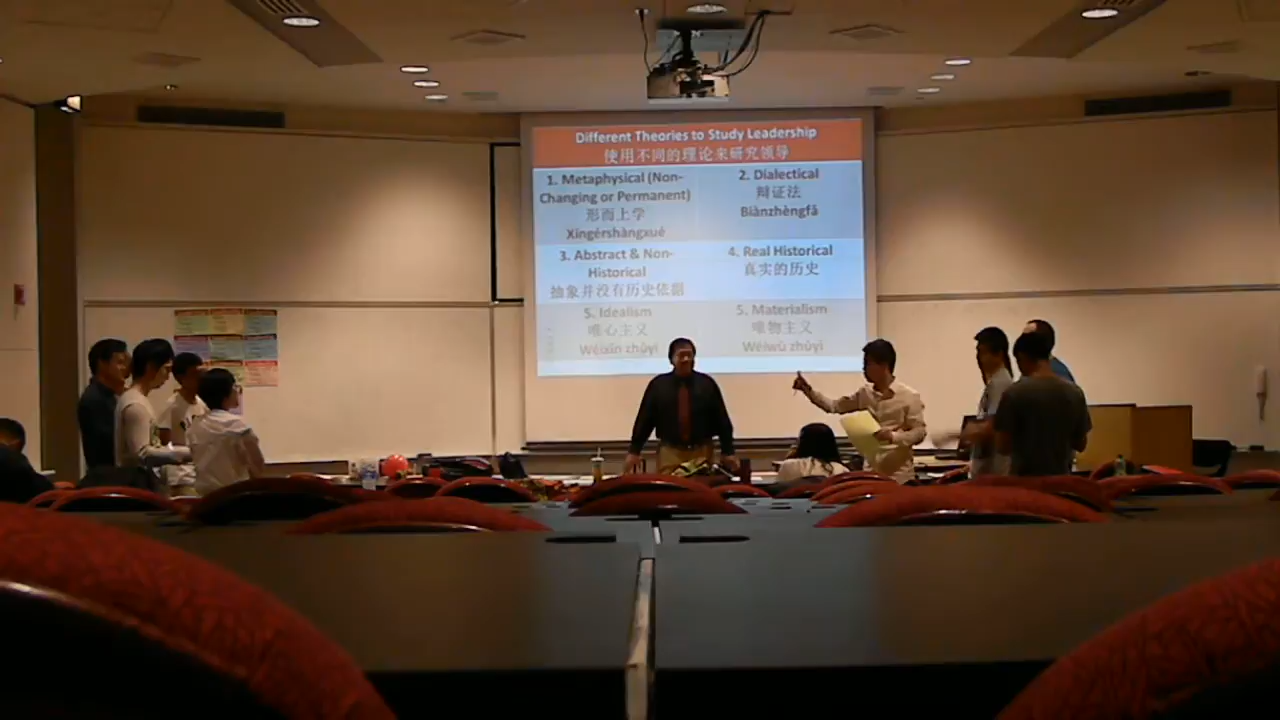 Different Theories to Study Leadership
使用不同的理论来研究领导
1. Metaphysical (Non-
Changing or Permanent)
形而上学
Xíngérshàngxué
2. Dialectical
辩证法
Biànzhèngfǎ
3. Abstract & Non-
Historical
抽象并没有历史依据
4. Real Historical
真实的历史
5. Idealism
唯心主义
Wéixīn zhǔyì
5. Materialism
唯物主义
Wéiwù zhǔyì